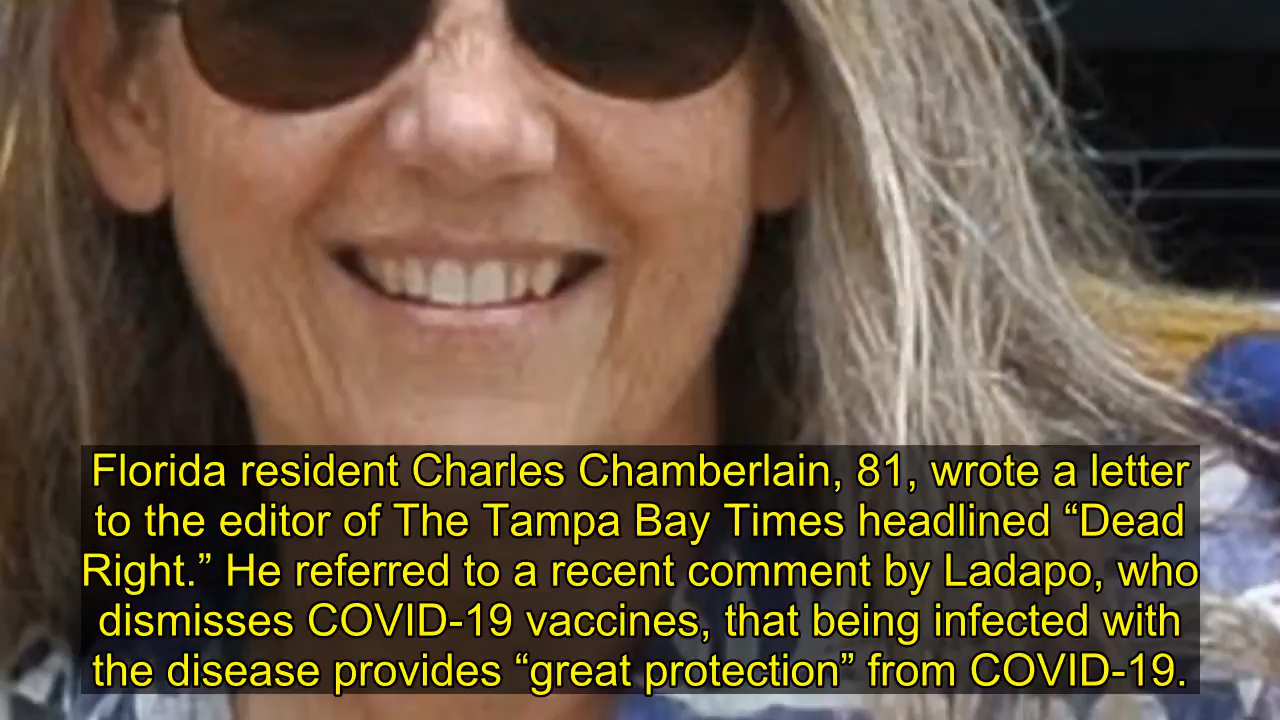 Florida resident Charles Chamberlain, 81, wrote a letter
to the editor of The Tampa Bay Times headlined “Dead
Right.” He referred to a recent comment by Ladapo, who
dismisses COVID-19 vaccines, that being infected with
the disease provides “great protection” from COVID-19.